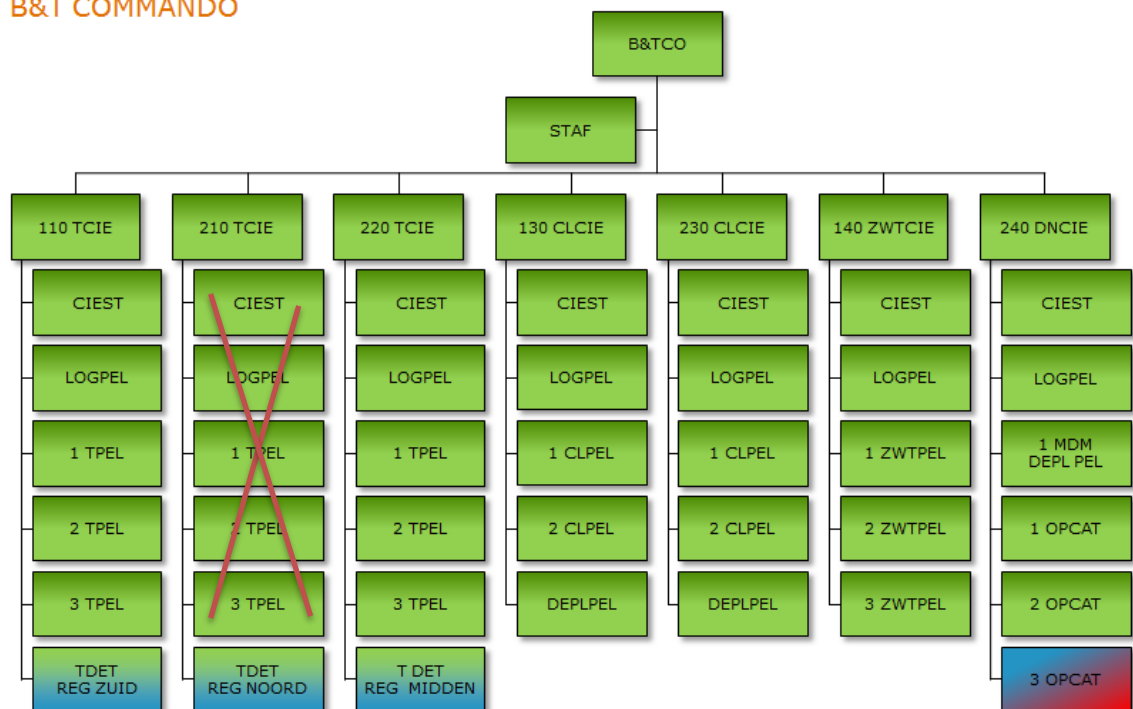 B&T COMMANDO
B&TCO
STAF
110 TCIE
210 TCIE
220 TCIE
130 CLCIE
230 CLCIE
140 ZWTCIE
240 DNCIE
CIEST
CIEST
CIEST
CIEST
CIEST
CIEST
CIEST
LOGPEL
LOGPEL
LOGPEL
LOGPEL
LOGPEL
LOGPEL
LOGPEL
1 TPEL
1 TPEL
1 TPEL
1 CLPEL
1 CLPEL
1 ZWTPEL
1 MDM
DEPL PEL
2 TPEL
2 TPEL
2 TPEL
2 CLPEL
2 CLPEL
2 ZWTPEL
1 OPCAT
3 TPEL
3 TPEL
3 TPEL
DEPLPEL
DEPLPEL
3 ZWTPEL
2 OPCAT
TDET
REG ZUID
TDET
REG NOORD
T DET
REG MIDDEN
3 OPCAT